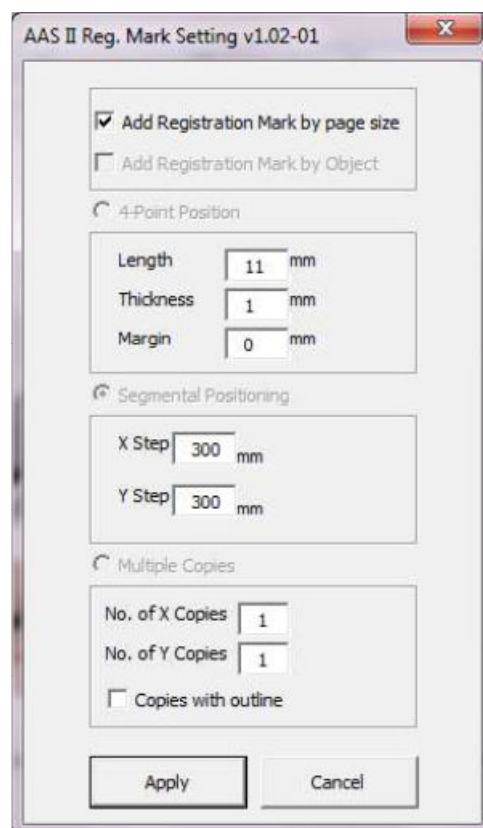 AAS II Reg. Mark Setting v1.02-01
Add Registration Mark by page size
Add Registration Mark by Object
4-Point Position
Length 11 mm
Thickness 1 mm
Margin 0 mm
Segmental Positioning
X Step 300 mm
Y Step 300 mm
Multiple Copies
No. of X Copies 1
No. of Y Copies 1
Copies with outline
Apply Cancel